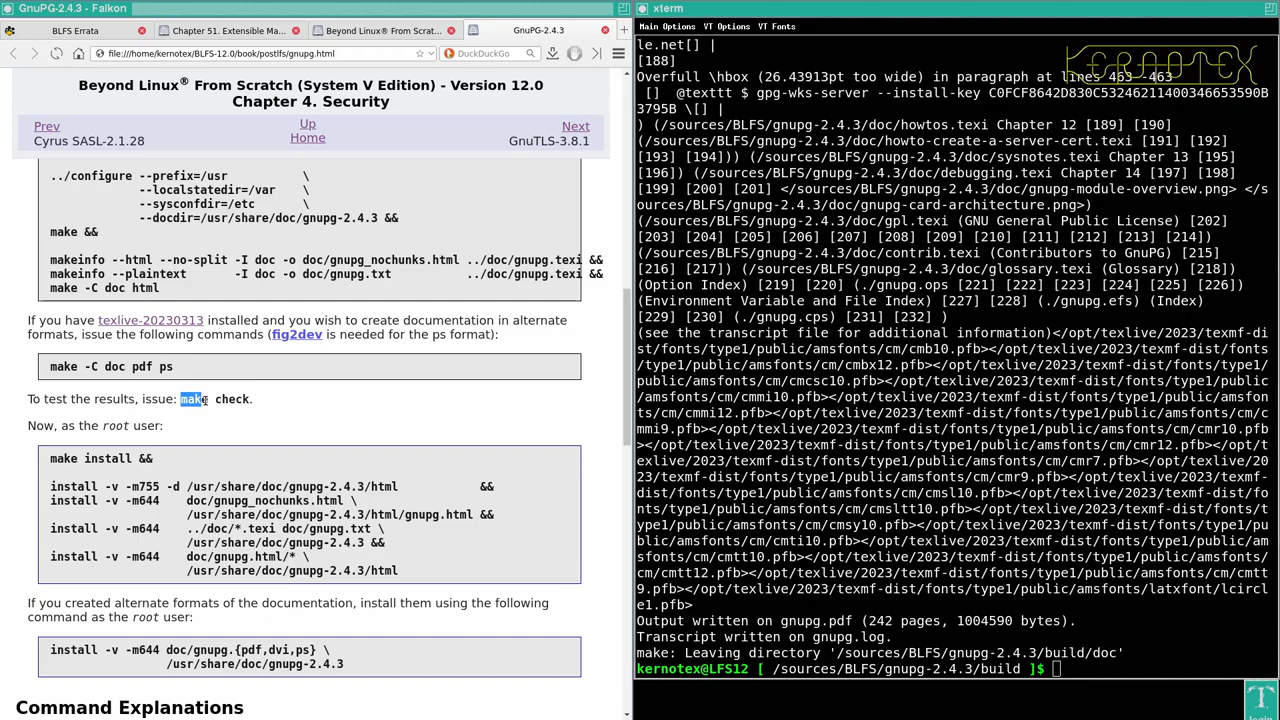 GnuPG-2.4.3 - Falkon
BLFS Errata
Chapter 51. Extensible Ma...
Beyond Linux® From Scrat...
GnuPG-2.4.3
file:///home/kernotex/BLFS-12.0/book/postlfs/gnupg.html
DuckDuckGo
Beyond Linux® From Scratch (System V Edition) - Version 12.0
Chapter 4. Security
Prev
Up
Next
Cyrus SASL-2.1.28
Home
GnuTLS-3.8.1
../configure --prefix=/usr \
--localstatedir=/var \
--sysconfdir=/etc \
--docdir=/usr/share/doc/gnupg-2.4.3 &&
make &&
makeinfo --html --no-split -I doc -o doc/gnupg_nochunks.html ../doc/gnupg.texi &&
makeinfo --plaintext -I doc -o doc/gnupg.txt ../doc/gnupg.texi &&
make -C doc html
If you have texlive-20230313 installed and you wish to create documentation in alternate
formats, issue the following commands (fig2dev is needed for the ps format):
make -C doc pdf ps
To test the results, issue: make check.
Now, as the root user:
make install &&
install -v -m755 -d /usr/share/doc/gnupg-2.4.3/html &&
install -v -m644 doc/gnupg_nochunks.html \
/usr/share/doc/gnupg-2.4.3/html/gnupg.html &&
install -v -m644 ../doc/*.texi doc/gnupg.txt \
/usr/share/doc/gnupg-2.4.3 &&
install -v -m644 doc/gnupg.html/* \
/usr/share/doc/gnupg-2.4.3/html
If you created alternate formats of the documentation, install them using the following
command as the root user:
install -v -m644 doc/gnupg.{pdf,dvi,ps} \
/usr/share/doc/gnupg-2.4.3
Command Explanations
xterm
Main Options VT Options VT Fonts
KERNOTEX
le.net[] |
[188]
Overfull \hbox (26.43913pt too wide) in paragraph at lines 463--463
[] @texttt $ gpg-wks-server --install-key C0FCF8642D830C53246211400346653590B
3795B \[] |
) (/sources/BLFS/gnupg-2.4.3/doc/howtos.texi Chapter 12 [189] [190]
(/sources/BLFS/gnupg-2.4.3/doc/howto-create-a-server-cert.texi [191] [192]
[193] [194])) (/sources/BLFS/gnupg-2.4.3/doc/sysnotes.texi Chapter 13 [195]
[196]) (/sources/BLFS/gnupg-2.4.3/doc/debugging.texi Chapter 14 [197] [198]
[199] [200] [201] </sources/BLFS/gnupg-2.4.3/doc/gnupg-module-overview.png> </s
ources/BLFS/gnupg-2.4.3/doc/gnupg-card-architecture.png>)
(/sources/BLFS/gnupg-2.4.3/doc/gpl.texi (GNU General Public License) [202]
[203] [204] [205] [206] [207] [208] [209] [210] [211] [212] [213] [214])
(/sources/BLFS/gnupg-2.4.3/doc/contrib.texi (Contributors to GnuPG) [215]
[216] [217]) (/sources/BLFS/gnupg-2.4.3/doc/glossary.texi (Glossary) [218])
(Option Index) [219] [220] (./gnupg.ops [221] [222] [223] [224] [225] [226])
(Environment Variable and File Index) [227] [228] (./gnupg.efs) (Index)
[229] [230] (./gnupg.cps) [231] [232] )
(see the transcript file for additional information)</opt/texlive/2023/texmf-di
st/fonts/type1/public/amsfonts/cm/cmb10.pfb></opt/texlive/2023/texmf-dist/fonts
/type1/public/amsfonts/cm/cmbx12.pfb></opt/texlive/2023/texmf-dist/fonts/type1/
public/amsfonts/cm/cmcsc10.pfb></opt/texlive/2023/texmf-dist/fonts/type1/public
/amsfonts/cm/cmmi10.pfb></opt/texlive/2023/texmf-dist/fonts/type1/public/amsfon
ts/cm/cmmi12.pfb></opt/texlive/2023/texmf-dist/fonts/type1/public/amsfonts/cm/c
mmi9.pfb></opt/texlive/2023/texmf-dist/fonts/type1/public/amsfonts/cm/cmr10.pfb
></opt/texlive/2023/texmf-dist/fonts/type1/public/amsfonts/cm/cmr12.pfb></opt/t
exlive/2023/texmf-dist/fonts/type1/public/amsfonts/cm/cmr7.pfb></opt/texlive/20
23/texmf-dist/fonts/type1/public/amsfonts/cm/cmr9.pfb></opt/texlive/2023/texmf-
dist/fonts/type1/public/amsfonts/cm/cmsl10.pfb></opt/texlive/2023/texmf-dist/fo
nts/type1/public/amsfonts/cm/cmsltt10.pfb></opt/texlive/2023/texmf-dist/fonts/t
ype1/public/amsfonts/cm/cmsy10.pfb></opt/texlive/2023/texmf-dist/fonts/type1/pu
blic/amsfonts/cm/cmti10.pfb></opt/texlive/2023/texmf-dist/fonts/type1/public/am
sfonts/cm/cmtt10.pfb></opt/texlive/2023/texmf-dist/fonts/type1/public/amsfonts/
cm/cmtt12.pfb></opt/texlive/2023/texmf-dist/fonts/type1/public/amsfonts/cm/cmtt
9.pfb></opt/texlive/2023/texmf-dist/fonts/type1/public/amsfonts/latxfont/lcircl
e1.pfb>
Output written on gnupg.pdf (242 pages, 1004590 bytes).
Transcript written on gnupg.log.
make: Leaving directory '/sources/BLFS/gnupg-2.4.3/build/doc'
kernotex@LFS12 [ /sources/BLFS/gnupg-2.4.3/build ]$
login